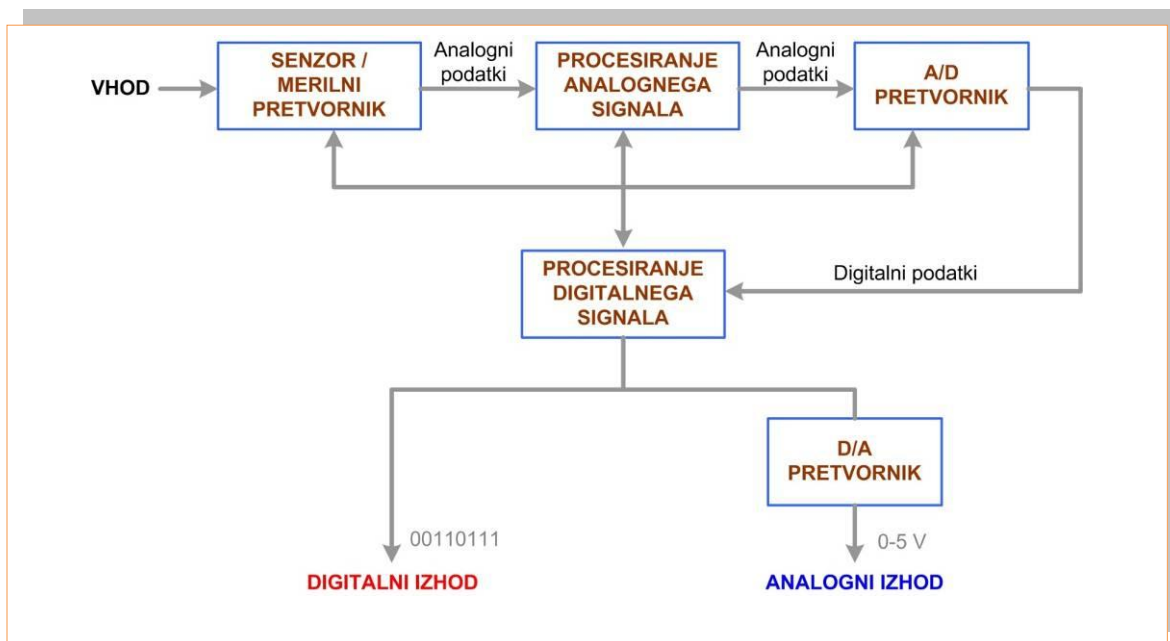 VHOD
SENZOR /
MERILNI
PRETVORNIK
Analogni
podatki
PROCESIRANJE
ANALOGNEGA
SIGNALA
Analogni
podatki
A/D
PRETVORNIK
PROCESIRANJE
DIGITALNEGA
SIGNALA
Digitalni podatki
D/A
PRETVORNIK
00110111
0-5 V
DIGITALNI IZHOD
ANALOGNI IZHOD